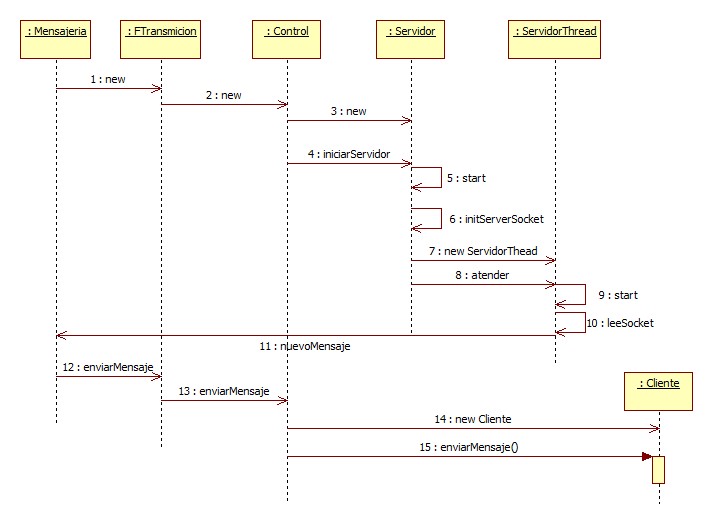 : Mensajeria
: FTransmicion
: Control
: Servidor
: ServidorThread
1 : new
2 : new
3 : new
4 : iniciarServidor
5 : start
6 : initServerSocket
7 : new ServidorThead
8 : atender
9 : start
10 : leeSocket
11 : nuevoMensaje
12 : enviarMensaje
13 : enviarMensaje
: Cliente
14 : new Cliente
15 : enviarMensaje()